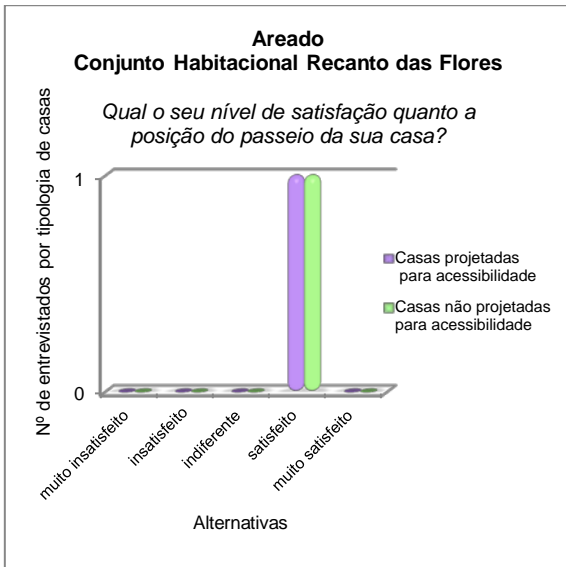 Areado
Conjunto Habitacional Recanto das Flores
Qual o seu nível de satisfação quanto a
posição do passeio da sua casa?
Nº de entrevistados por tipologia de casas
1
0
muito insatisfeito
insatisfeito
indiferente
satisfeito
muito satisfeito
Alternativas
Casas projetadas
para acessibilidade
Casas não projetadas
para acessibilidade